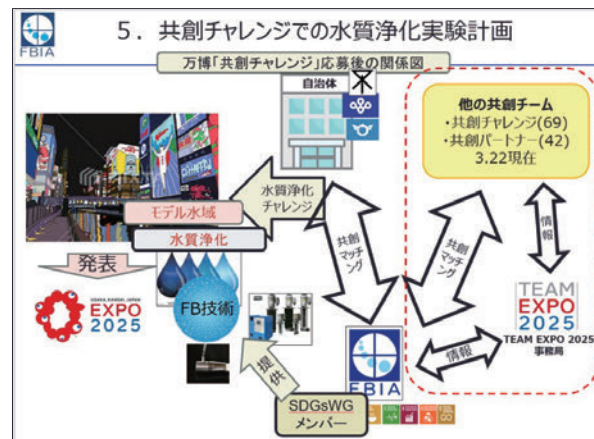 FBIA
5．共創チャレンジでの水質浄化実験計画
万博「共創チャレンジ」応募後の関係図
自治体
他の共創チーム
・共創チャレンジ(69)
・共創パートナー(42)
3.22現在
水質浄化
チャレンジ
モデル水域
水質浄化
共創
マッチ
ング
共創
マッチ
ング
情報
発表
OSAKA, KANSAI, JAPAN
EXPO
2025
FB技術
TEAM
EXPO
2025
TEAM EXPO 2025
事務局
情報
FBIA
提供
SDGsWG
メンバー